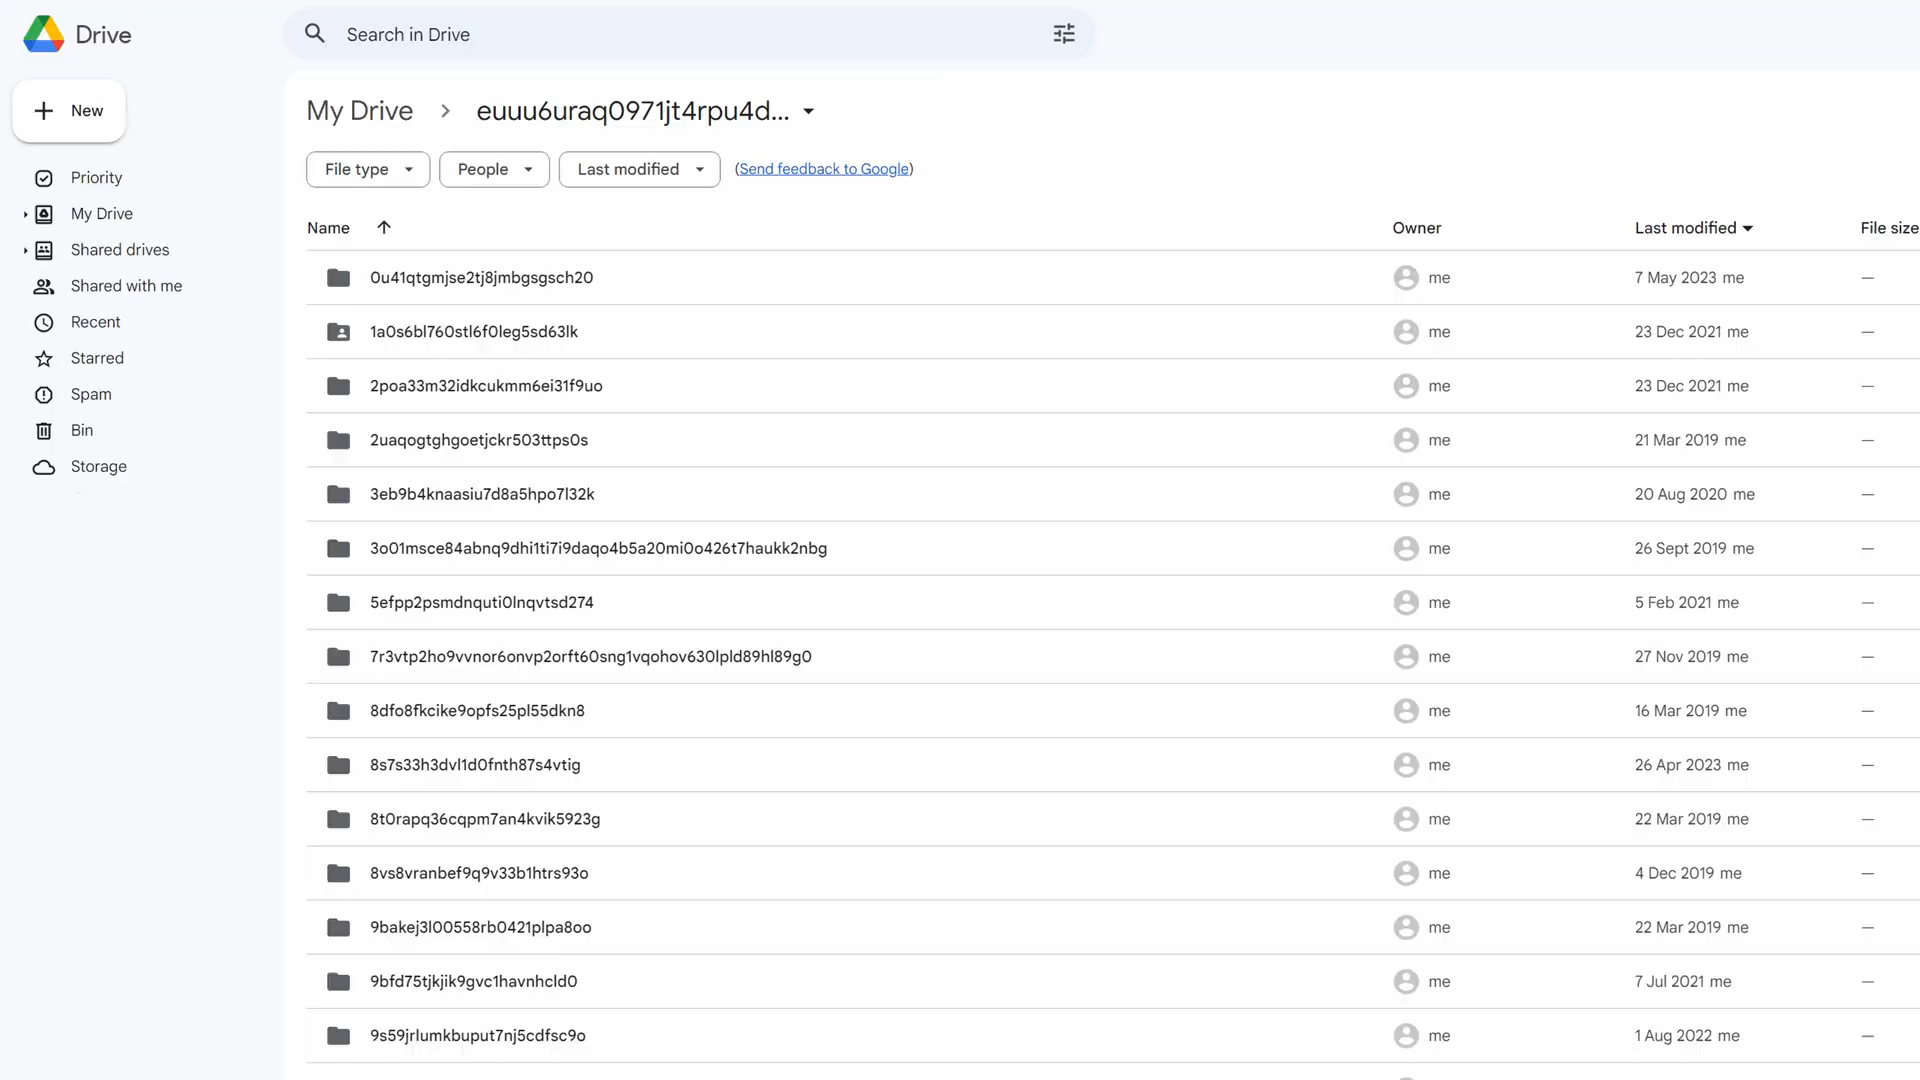 Drive
Search in Drive
New
Priority
My Drive
Shared drives
Shared with me
Recent
Starred
Spam
Bin
Storage
My Drive > euuu6uraq0971jt4rpu4d...
File type People Last modified (Send feedback to Google)
Name Owner Last modified File size
0u41qtgmjse2tj8jmbgsgsch20 me 7 May 2023 me —
1a0s6bl760stl6f0leg5sd63lk me 23 Dec 2021 me —
2poa33m32idkcukmm6ei31f9uo me 23 Dec 2021 me —
2uaqogtghgoetjckr503ttps0s me 21 Mar 2019 me —
3eb9b4knaasiu7d8a5hpo7l32k me 20 Aug 2020 me —
3o01msce84abnq9dhi1ti7i9daqo4b5a20mi0o426t7haukk2nbg me 26 Sept 2019 me —
5efpp2psmdnquti0lnqvtsd274 me 5 Feb 2021 me —
7r3vtp2ho9vvnor6onvp2orft60sng1vqohov630lpld89hl89g0 me 27 Nov 2019 me —
8dfo8fkcike9opfs25pl55dkn8 me 16 Mar 2019 me —
8s7s33h3dvl1d0fnth87s4vtig me 26 Apr 2023 me —
8t0rapq36cqpm7an4kvik5923g me 22 Mar 2019 me —
8vs8vranbef9q9v33b1htrs93o me 4 Dec 2019 me —
9bakej3l00558rb0421plpa8oo me 22 Mar 2019 me —
9bfd75tjkjik9gvc1havnhcld0 me 7 Jul 2021 me —
9s59jrlumkbuput7nj5cdfsc9o me 1 Aug 2022 me —